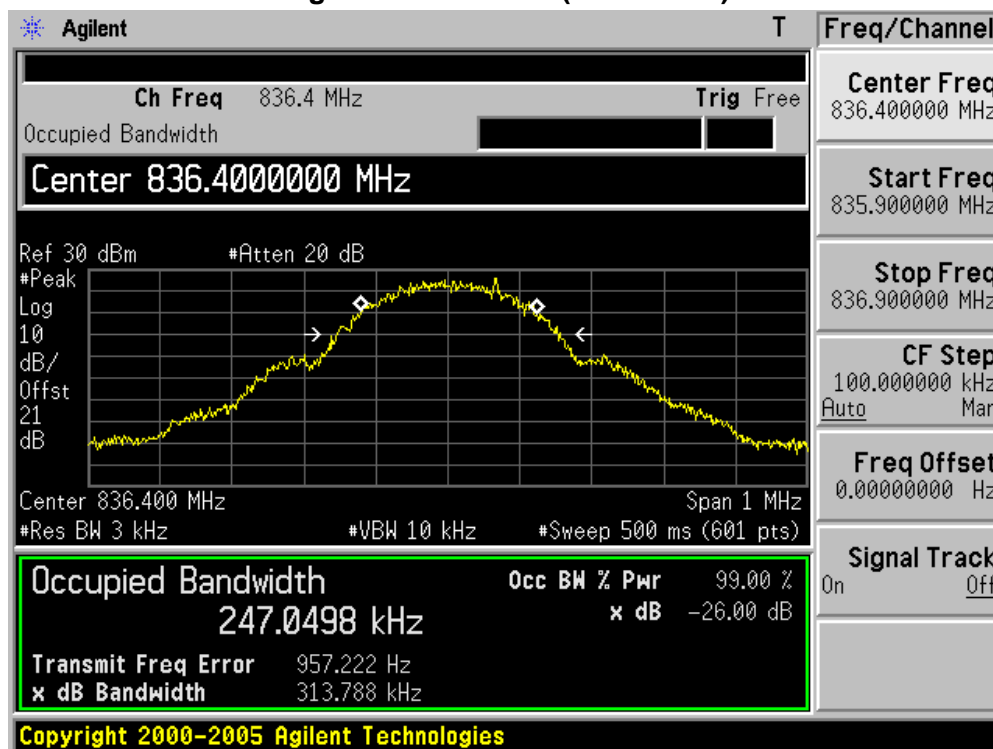 Agilent T
Freq/Channel
Ch Freq 836.4 MHz Trig Free
Occupied Bandwidth
Center 836.4000000 MHz
Ref 30 dBm #Atten 20 dB
#Peak
Log
10
dB/
Offst
21
dB
Center 836.400 MHz Span 1 MHz
#Res BW 3 kHz #VBW 10 kHz #Sweep 500 ms (601 pts)
Occupied Bandwidth Occ BW % Pwr 99.00 %
247.0498 kHz x dB -26.00 dB
Transmit Freq Error 957.222 Hz
x dB Bandwidth 313.788 kHz
Center Freq
836.400000 MHz
Start Freq
835.900000 MHz
Stop Freq
836.900000 MHz
CF Step
100.000000 kHz
Auto Man
Freq Offset
0.00000000 Hz
Signal Track
On Off
Copyright 2000-2005 Agilent Technologies